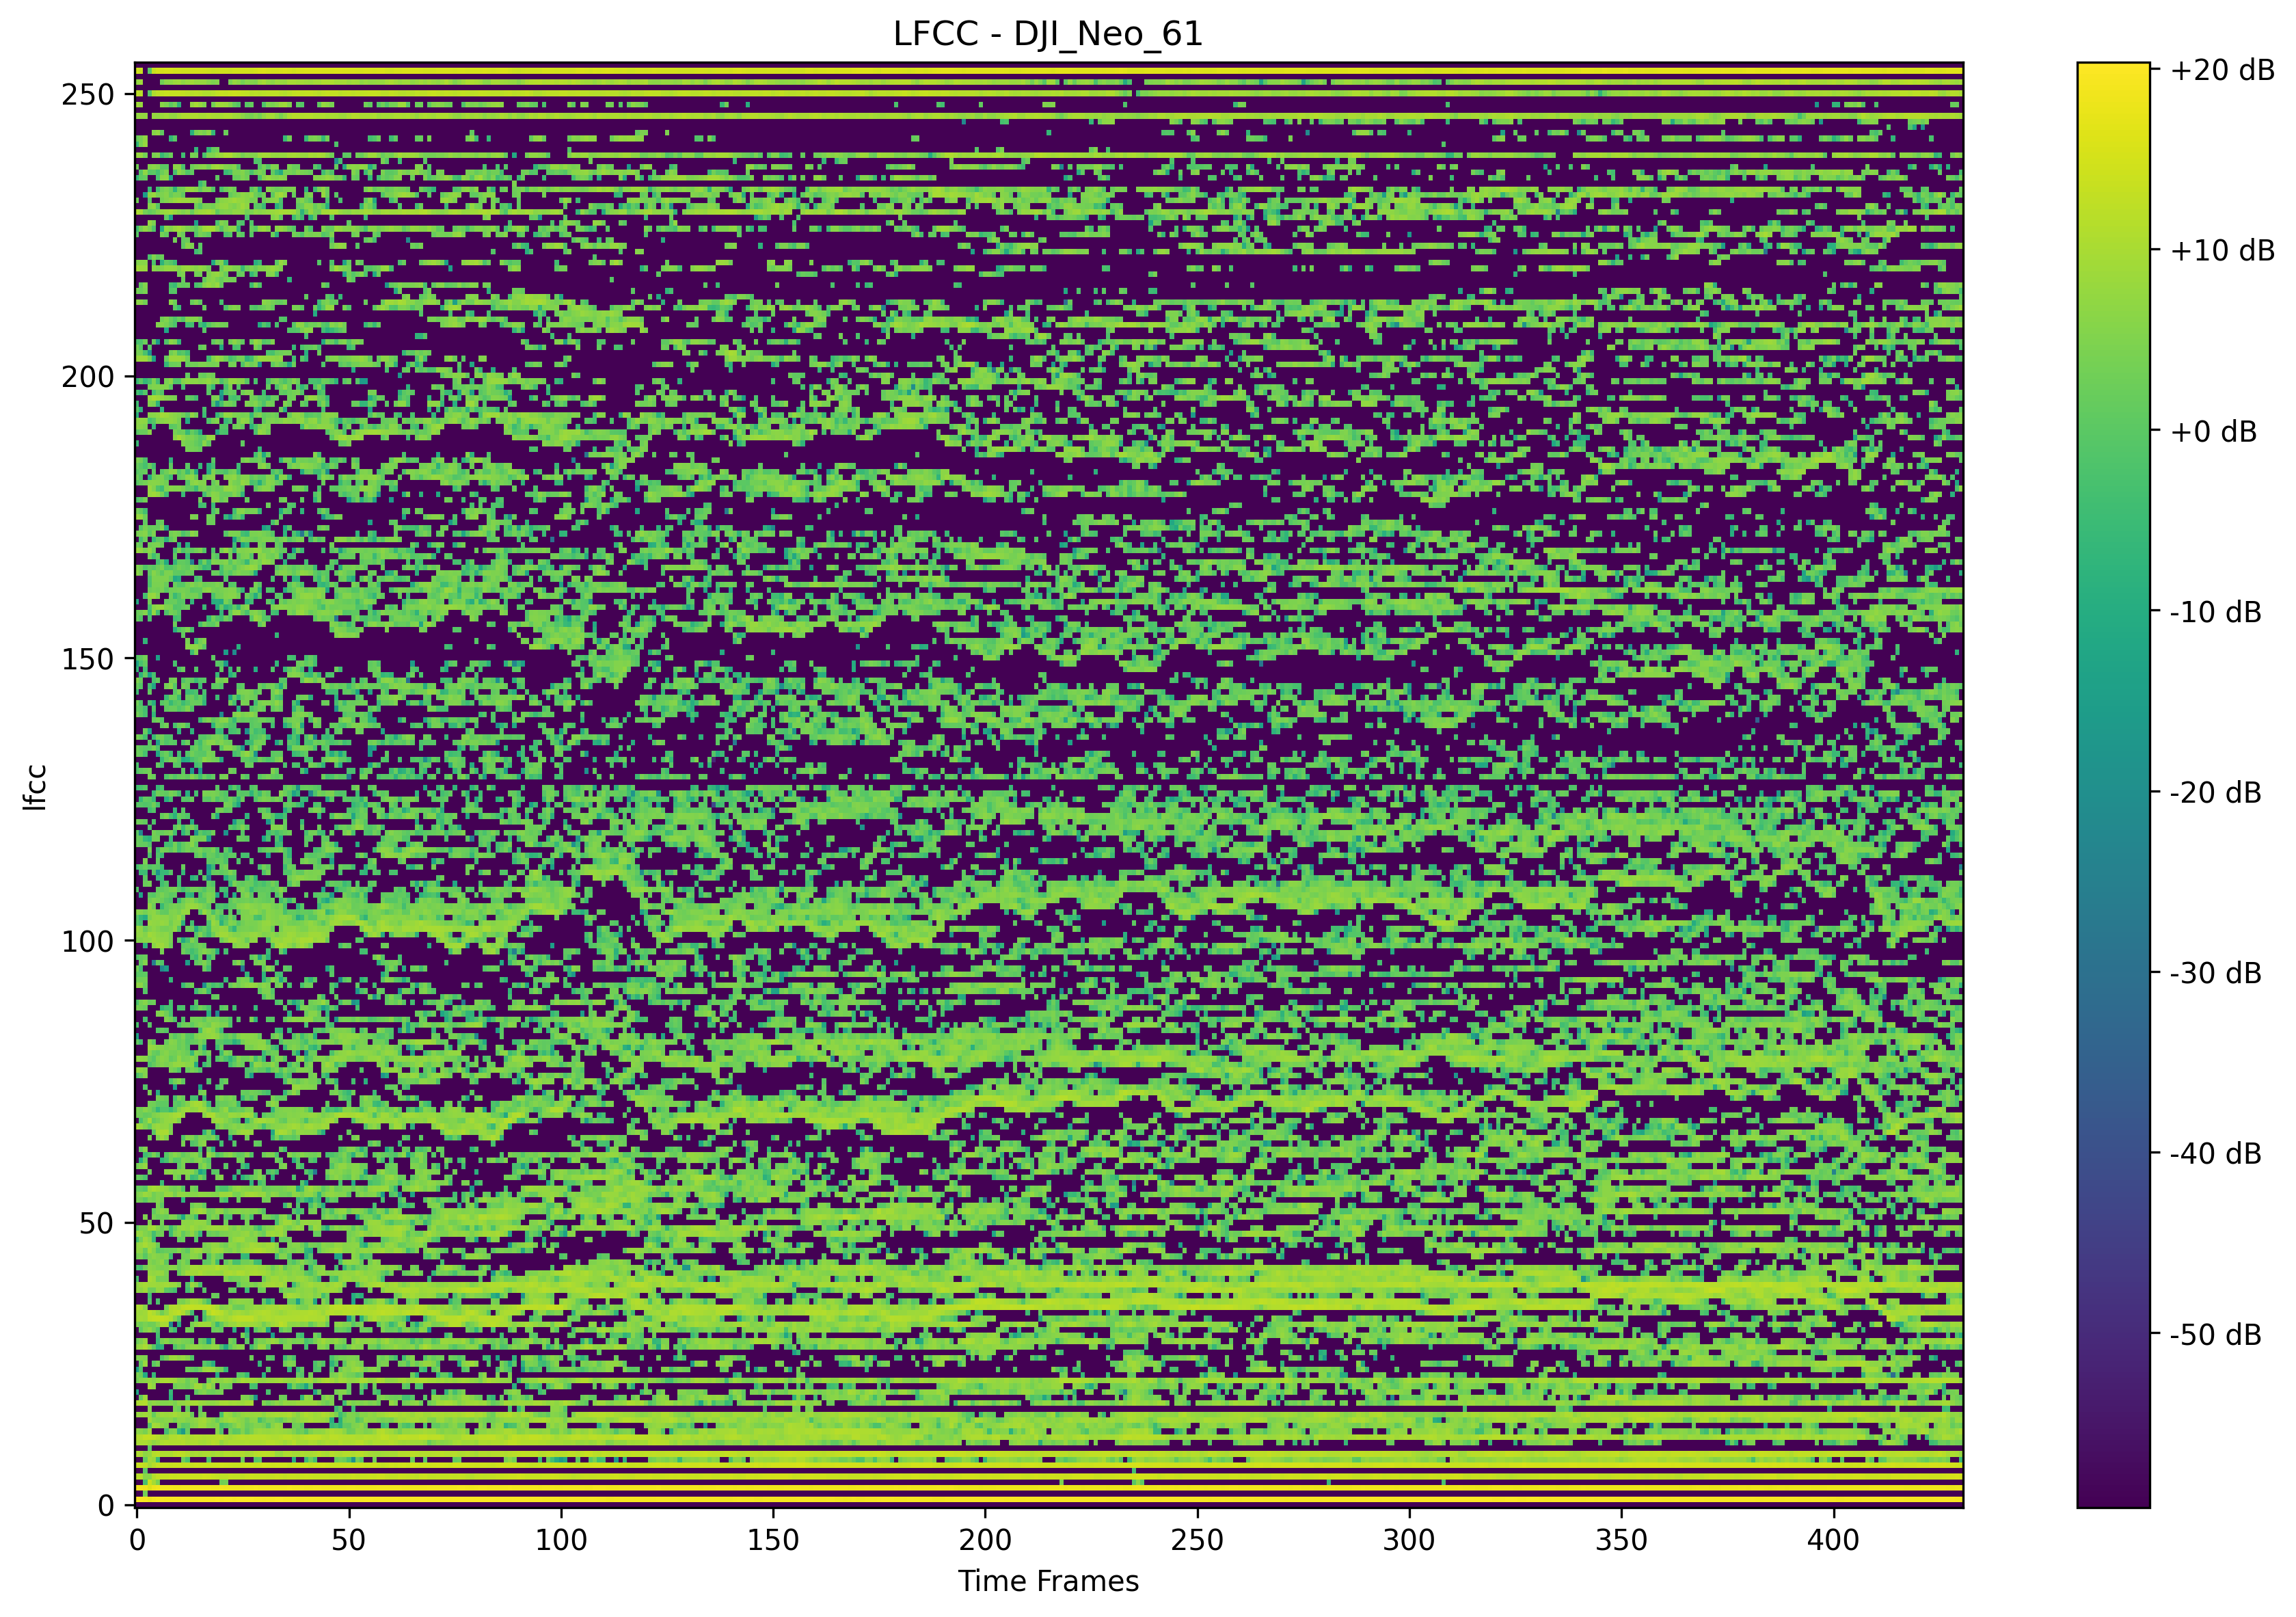 LFCC - DJI_Neo_61
250
200
150
100
50
0
lfcc
0 50 100 150 200 250 300 350 400
Time Frames
+20 dB
+10 dB
+0 dB
-10 dB
-20 dB
-30 dB
-40 dB
-50 dB